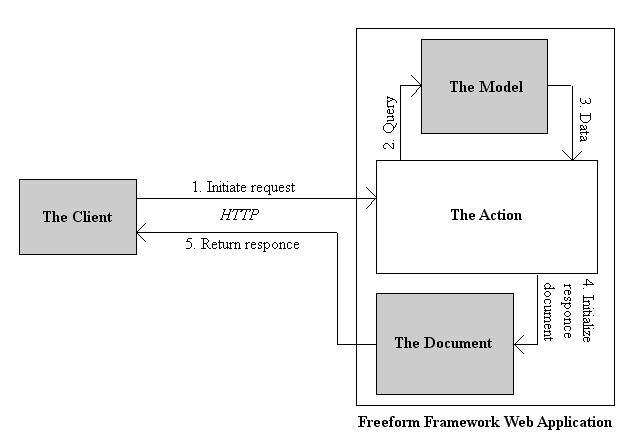 The Model
2. Query
3. Data
1. Initiate request
HTTP
5. Return responce
The Client
The Action
4. Initialize
responce
document
The Document
Freeform Framework Web Application